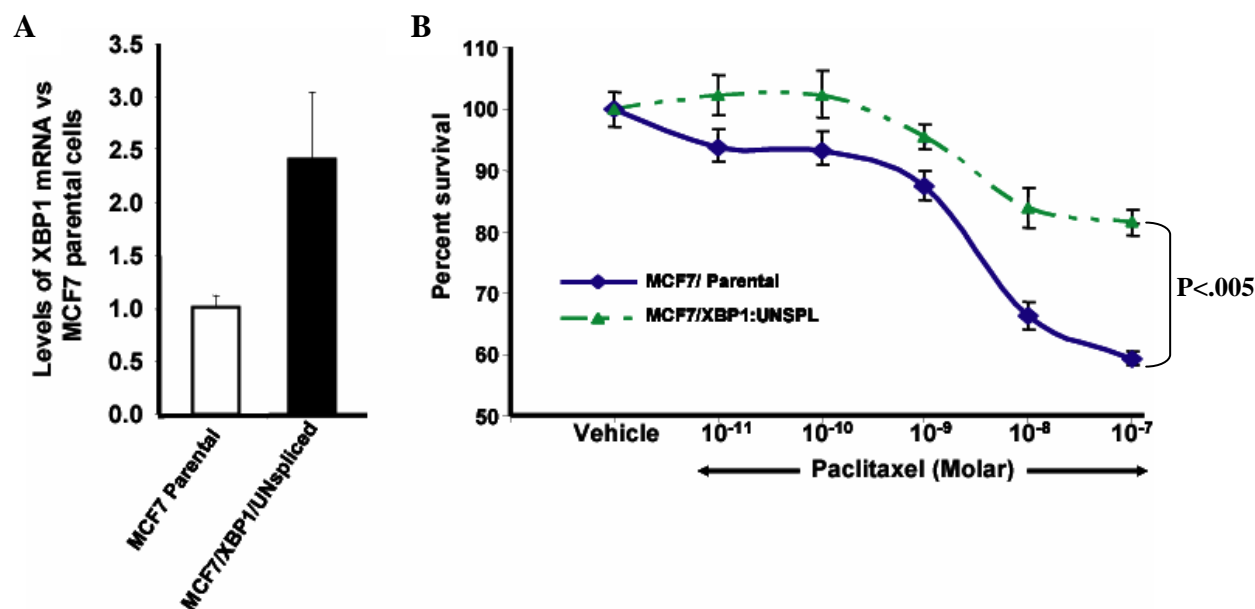 A
Levels of XBP1 mRNA vs
MCF7 parental cells
3.5
3.0
2.5
2.0
1.5
1.0
0.5
0.0
MCF7 Parental
MCF7/XBP1/UNspliced
B
Percent survival
110
100
90
80
70
60
50
MCF7/ Parental
MCF7/XBP1:UNSPL
P<.005
Vehicle 10-11 10-10 10-9 10-8 10-7
Paclitaxel (Molar)